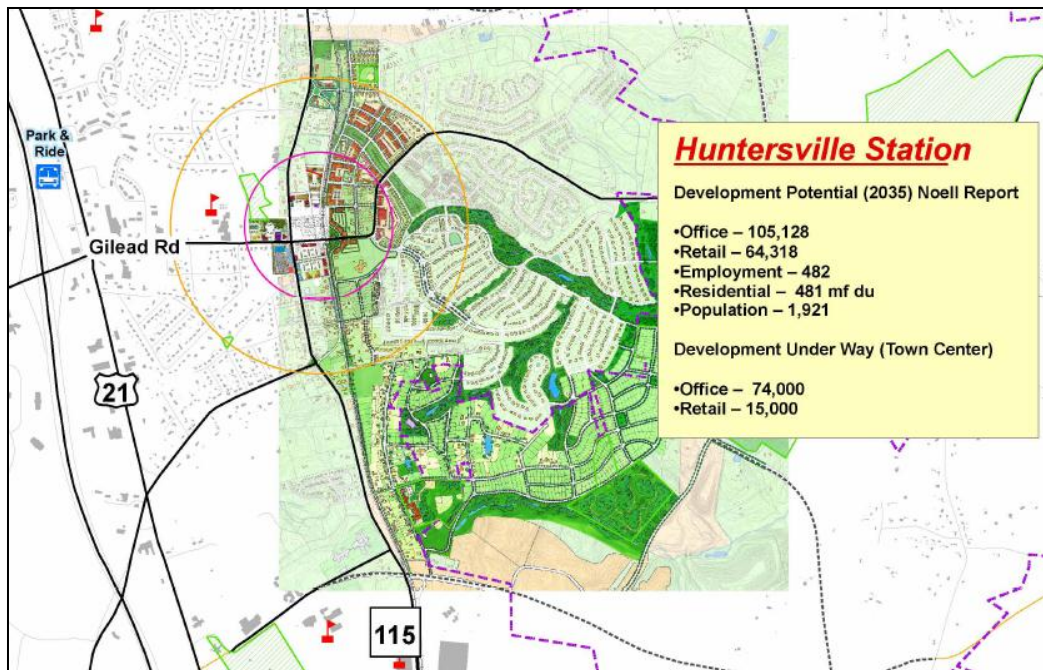 Park &
Ride
Gilead Rd
21
115
Huntersville Station
Development Potential (2035) Noell Report
•Office – 105,128
•Retail – 64,318
•Employment – 482
•Residential – 481 mf du
•Population – 1,921
Development Under Way (Town Center)
•Office – 74,000
•Retail – 15,000